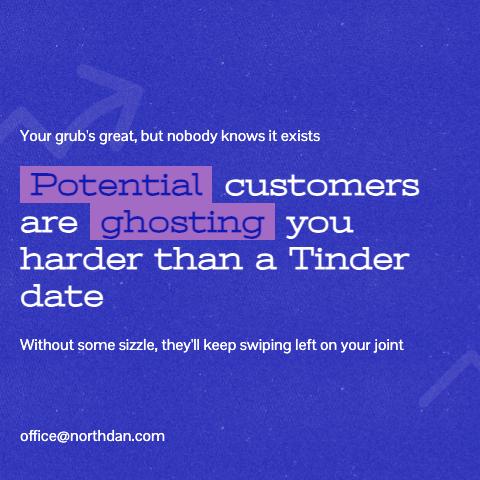 Your grub's great, but nobody knows it exists
Potential customers
are ghosting you
harder than a Tinder
date
Without some sizzle, they'll keep swiping left on your joint
office@northdan.com